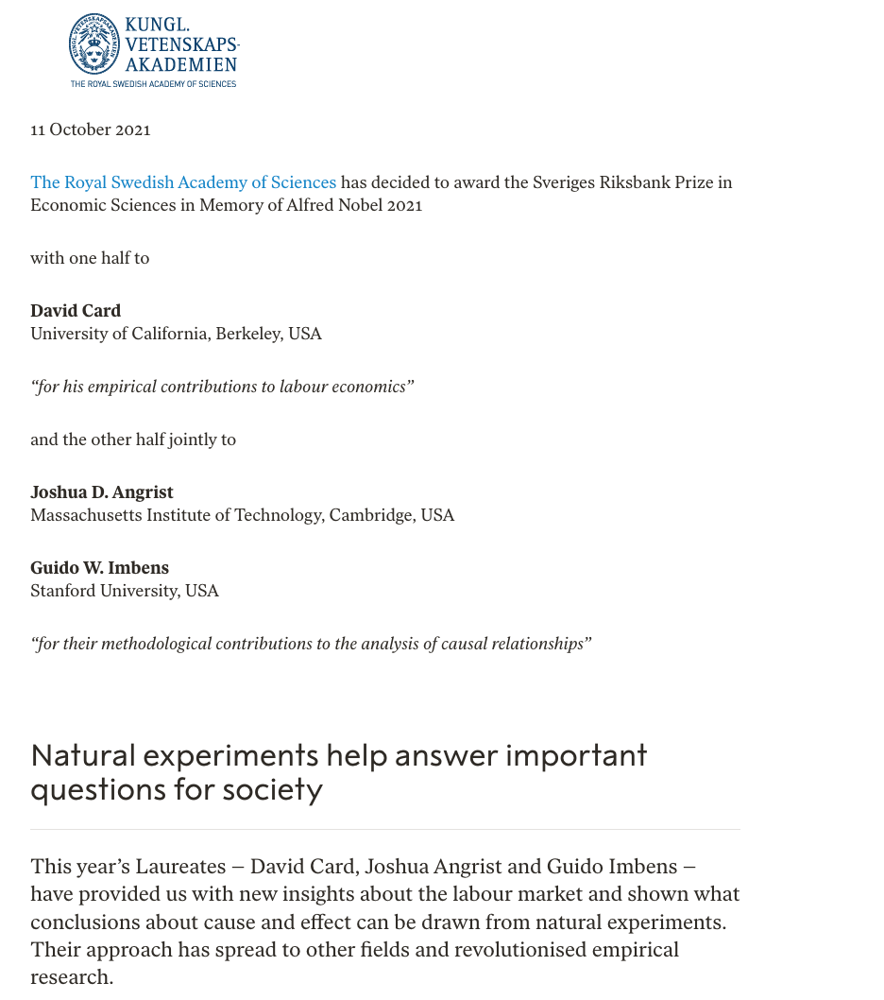 KUNGL.
VETENSKAPS-
AKADEMIEN
THE ROYAL SWEDISH ACADEMY OF SCIENCES
11 October 2021
The Royal Swedish Academy of Sciences has decided to award the Sveriges Riksbank Prize in
Economic Sciences in Memory of Alfred Nobel 2021
with one half to
David Card
University of California, Berkeley, USA
“for his empirical contributions to labour economics”
and the other half jointly to
Joshua D. Angrist
Massachusetts Institute of Technology, Cambridge, USA
Guido W. Imbens
Stanford University, USA
“for their methodological contributions to the analysis of causal relationships”
Natural experiments help answer important
questions for society
This year’s Laureates – David Card, Joshua Angrist and Guido Imbens –
have provided us with new insights about the labour market and shown what
conclusions about cause and effect can be drawn from natural experiments.
Their approach has spread to other fields and revolutionised empirical
research.